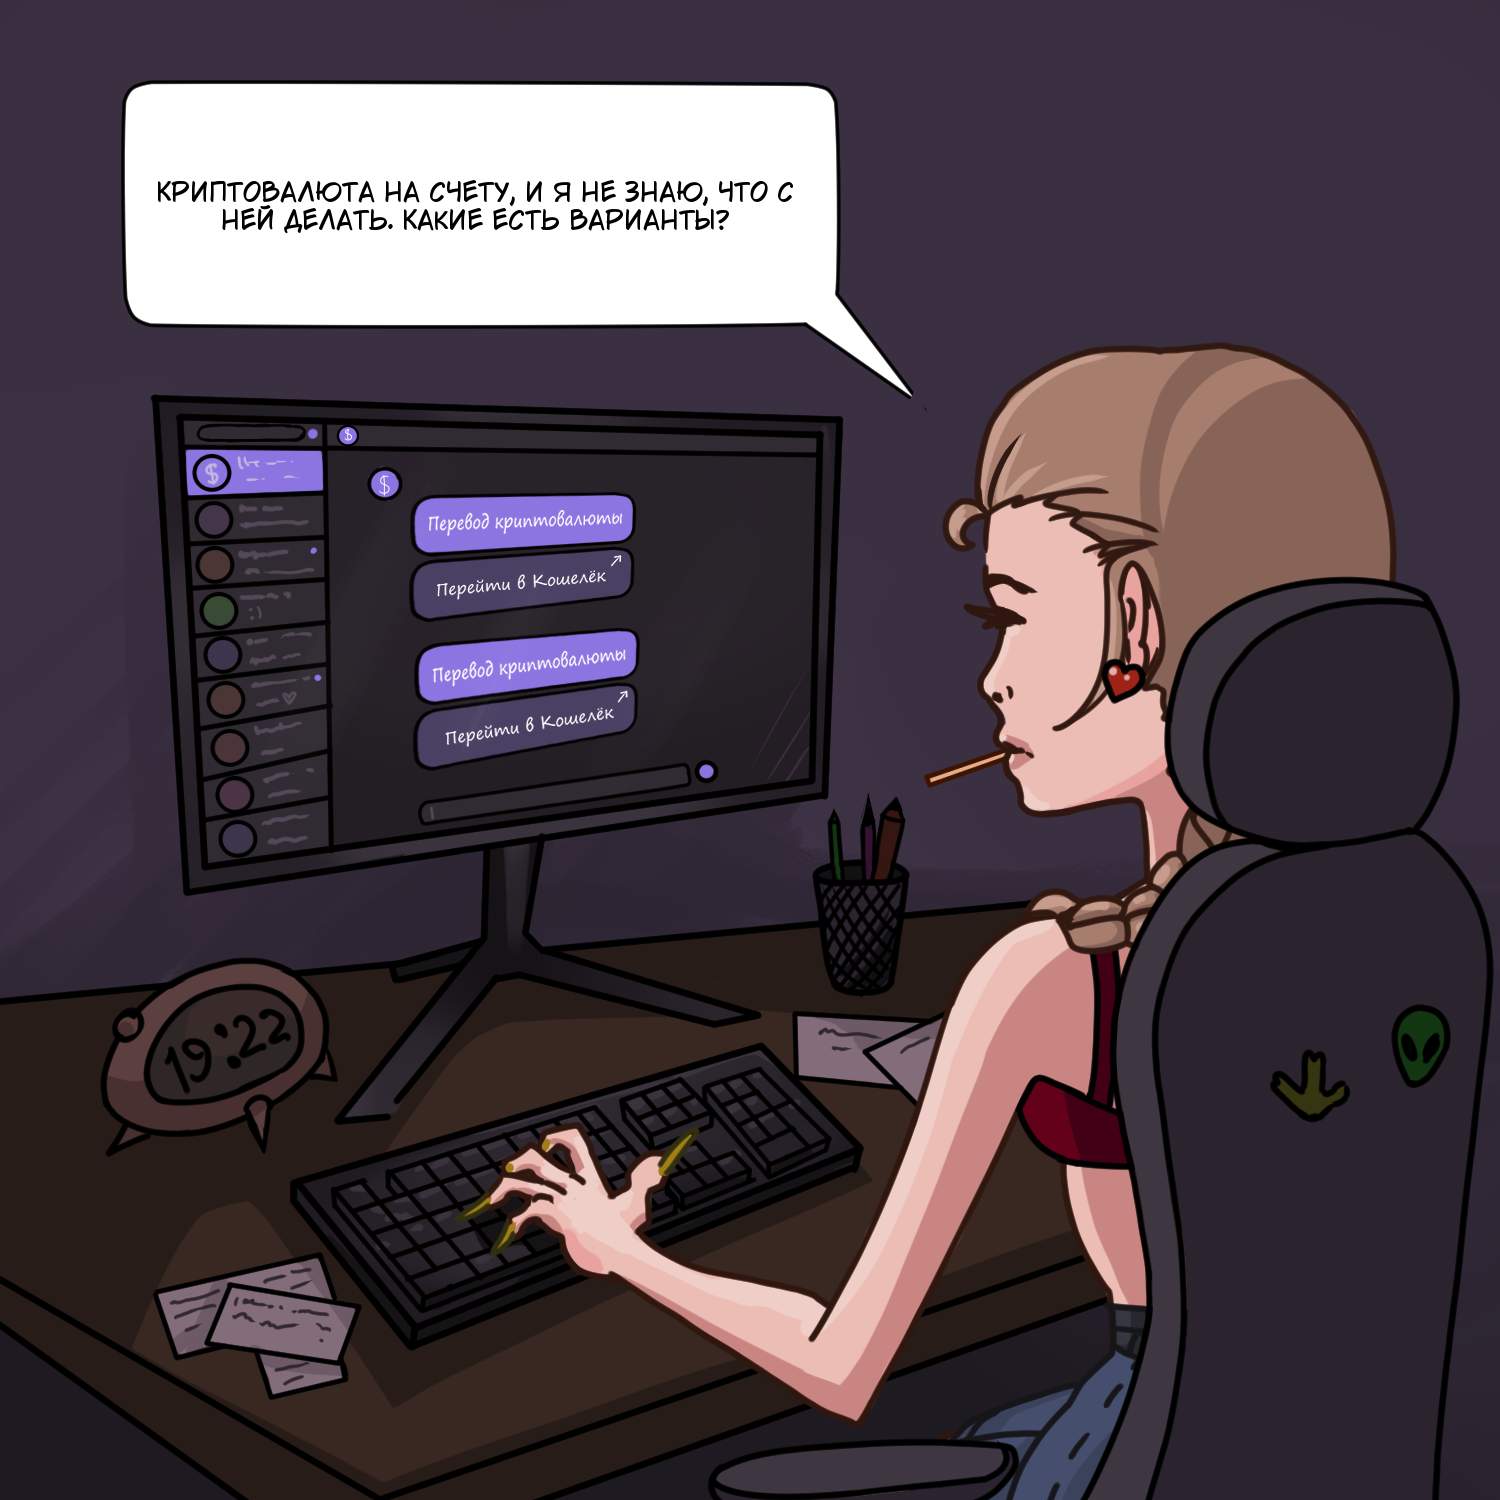 КРИПТОВАЛЮТА НА СЧЕТУ, И Я НЕ ЗНАЮ, ЧТО С
НЕЙ ДЕЛАТЬ. КАКИЕ ЕСТЬ ВАРИАНТЫ?
$
$
$
:)
Перевод криптовалюты
Перейти в Кошелёк
Перевод криптовалюты
Перейти в Кошелёк
19:22